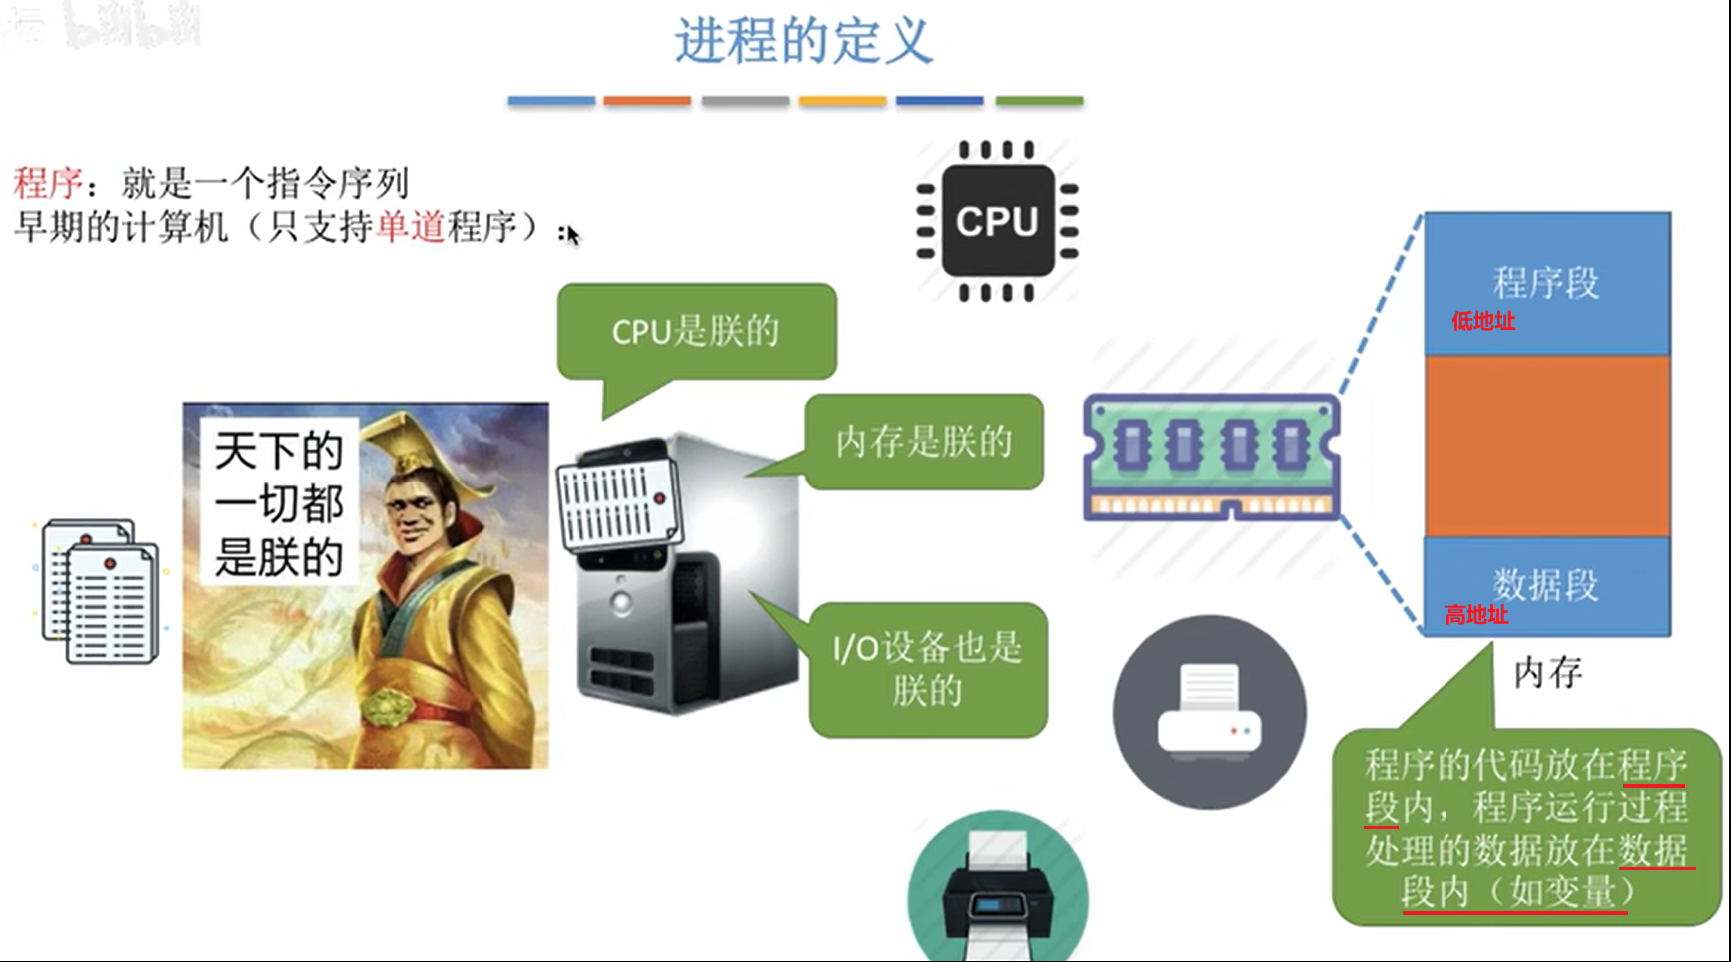 bilibili
进程的定义
程序：就是一个指令序列
早期的计算机（只支持单道程序）：
CPU
CPU是朕的
内存是朕的
I/O设备也是
朕的
天下的
一切都
是朕的
程序段
低地址
数据段
高地址
内存
程序的代码放在程序
段内，程序运行过程
处理的数据放在数据
段内（如变量）